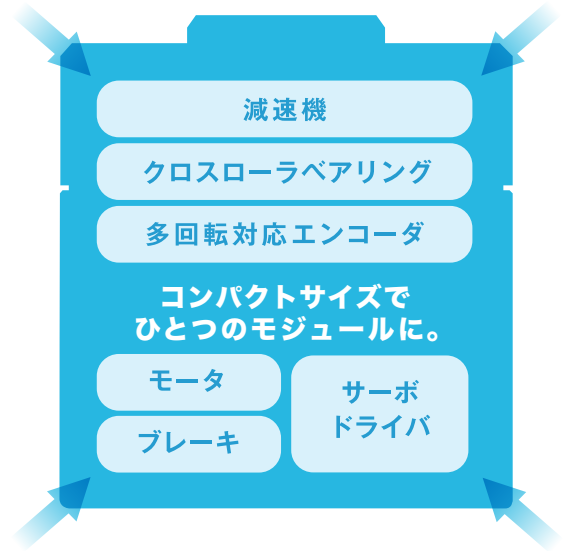 減速機
クロスローラベアリング
多回転対応エンコーダ
コンパクトサイズで
ひとつのモジュールに。
モータ
ブレーキ
サーボ
ドライバ